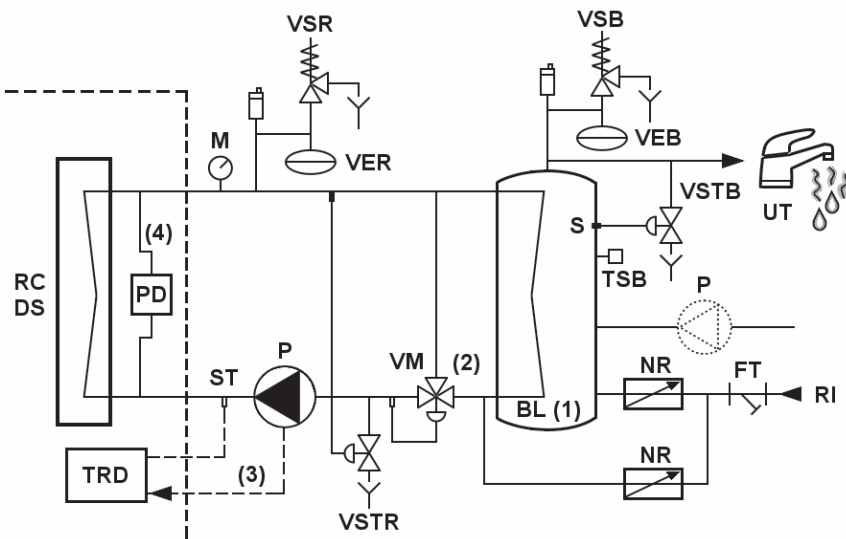 VSR
VSB
M
VER
VEB
VSTB
UT
S
TSB
(4)
RC
DS
PD
P
ST
P
VM
(2)
NR
FT
BL (1)
RI
TRD
(3)
NR
VSTR